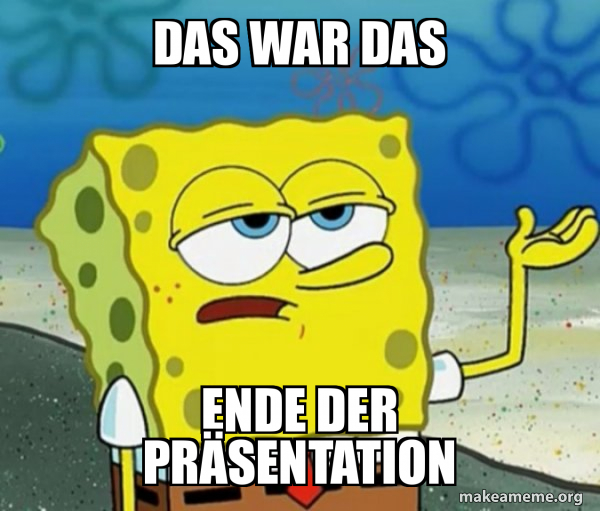 DAS WAR DAS
ENDE DER
PRÄSENTATION
makeameme.org